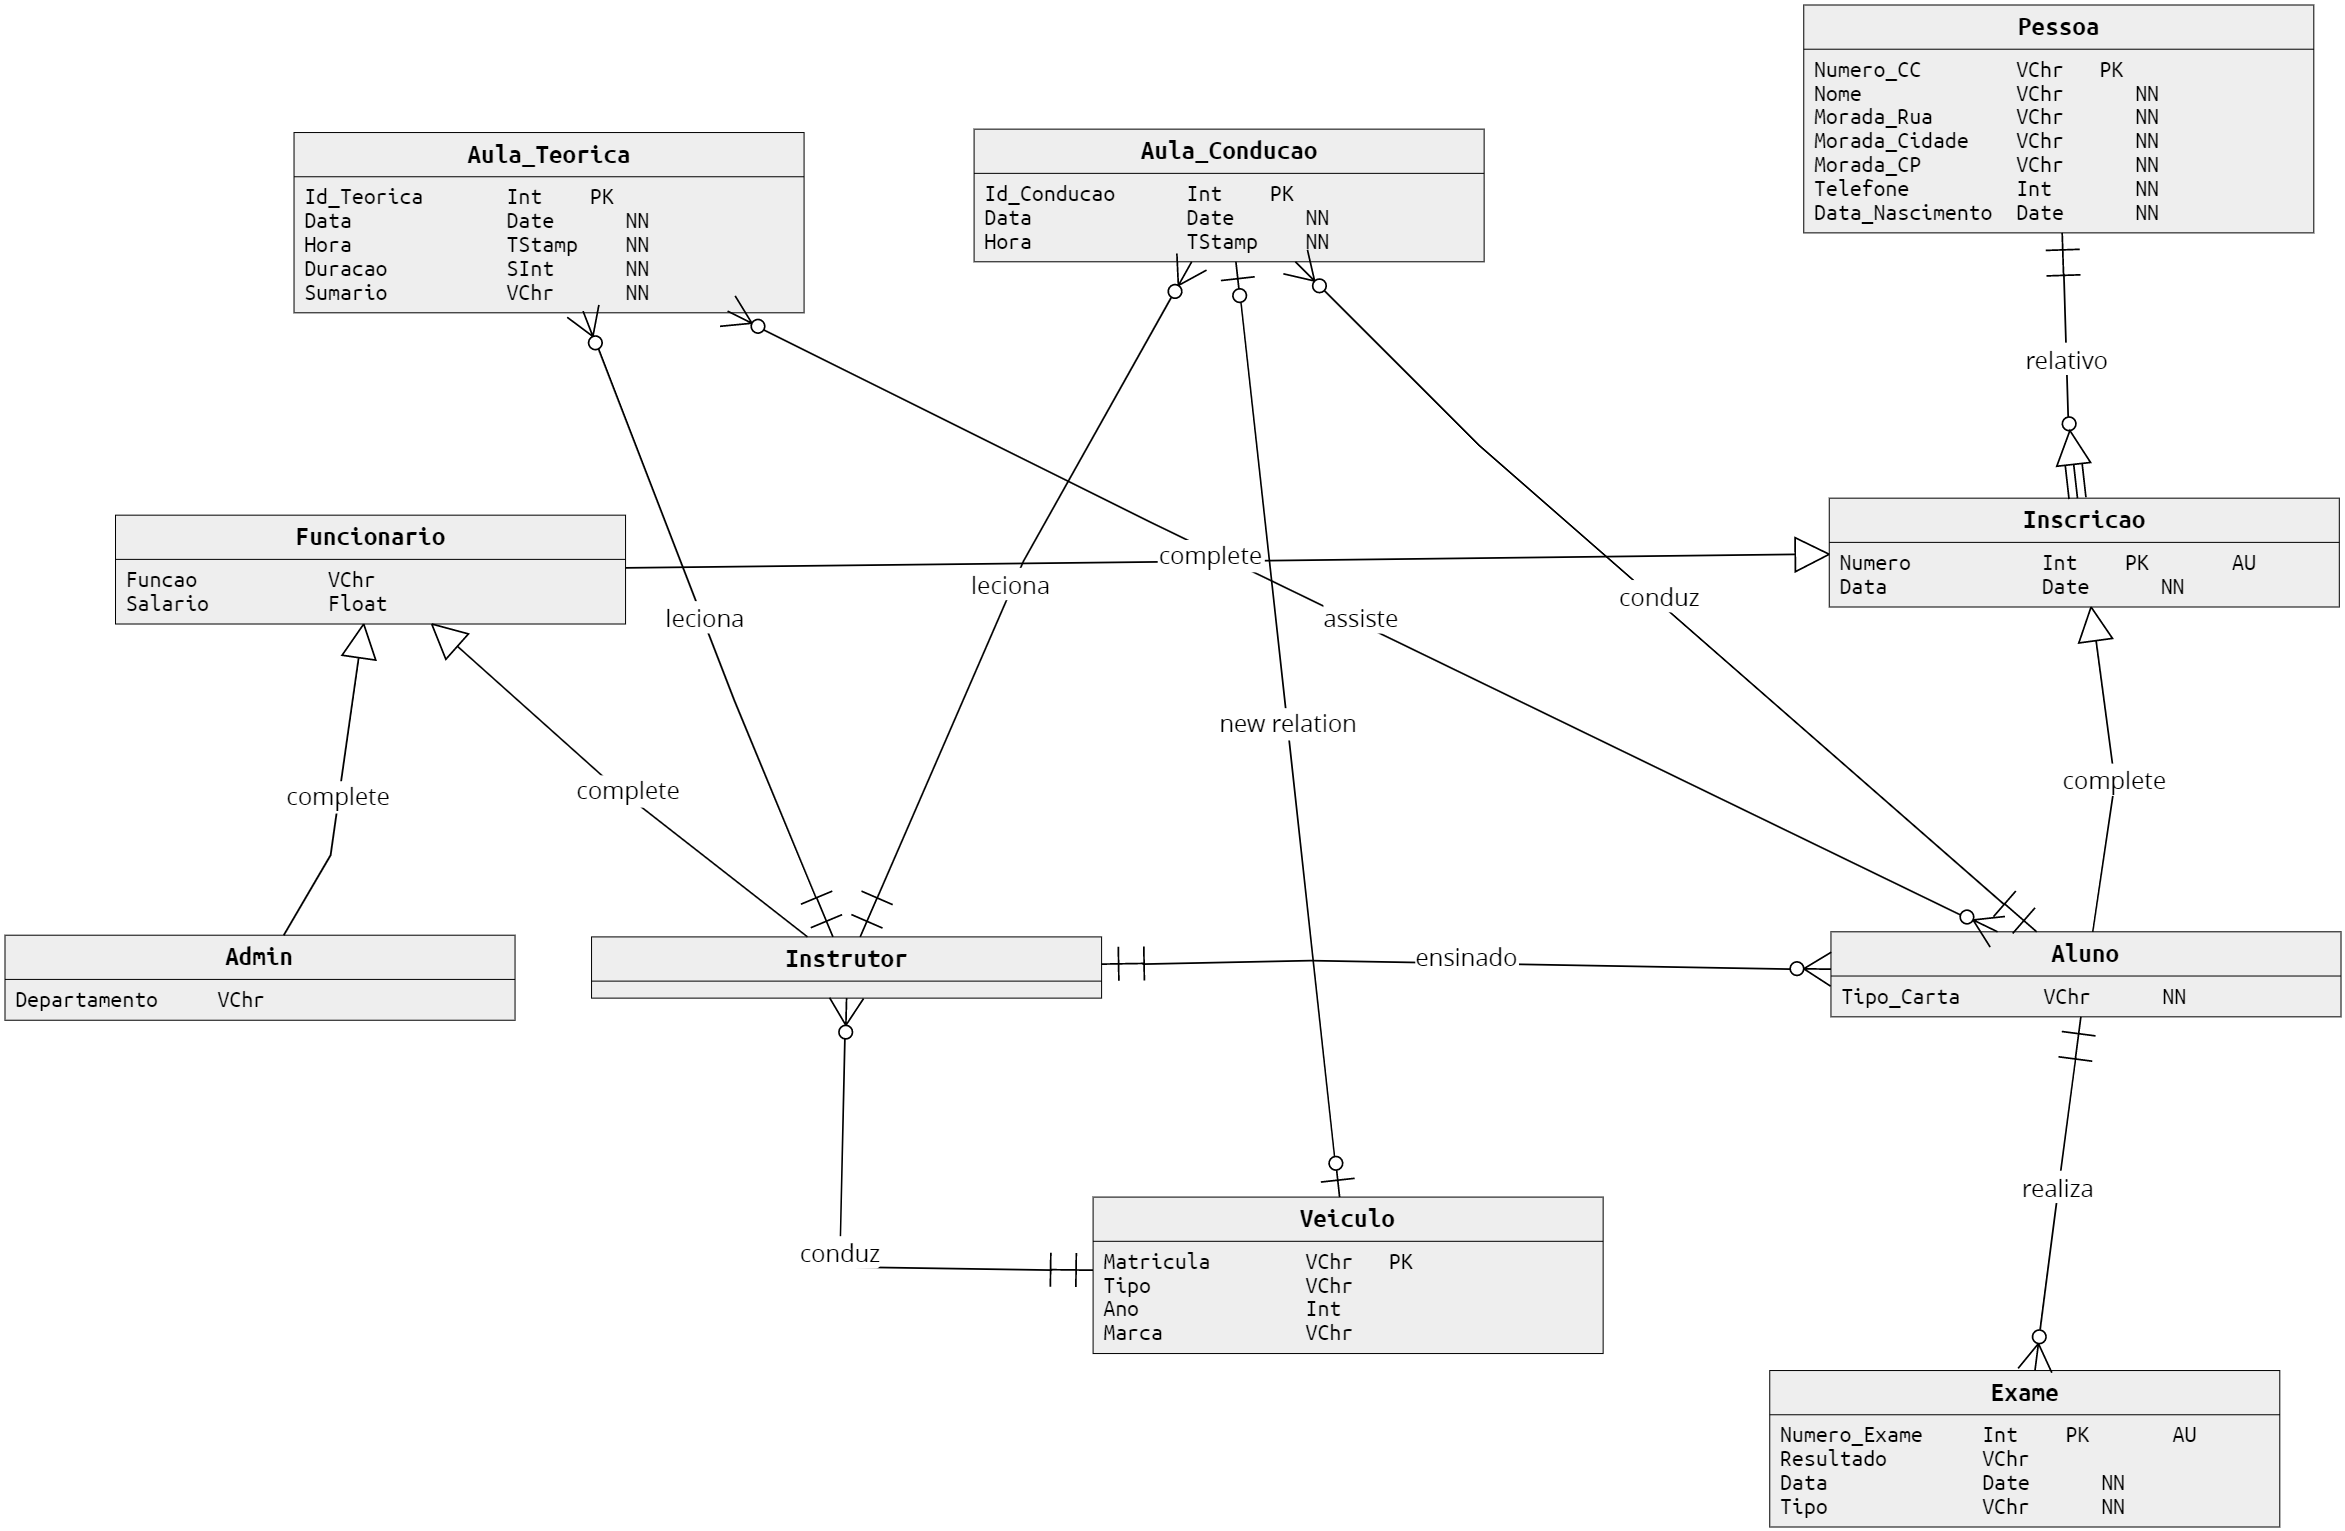 Pessoa
Numero_CC VChr PK
Nome VChr NN
Morada_Rua VChr NN
Morada_Cidade VChr NN
Morada_CP VChr NN
Telefone Int NN
Data_Nascimento Date NN
Aula_Teorica
Id_Teorica Int PK
Data Date NN
Hora TStamp NN
Duracao SInt NN
Sumario VChr NN
Aula_Conducao
Id_Conducao Int PK
Data Date NN
Hora TStamp NN
relativo
Funcionario
Funcao VChr
Salario Float
Inscricao
Numero Int PK AU
Data Date NN
complete
leciona
conduz
leciona
assiste
new relation
complete
complete
complete
Admin
Departamento VChr
Instrutor
ensinado
Aluno
Tipo_Carta VChr NN
realiza
conduz
Veiculo
Matricula VChr PK
Tipo VChr
Ano Int
Marca VChr
Exame
Numero_Exame Int PK AU
Resultado VChr
Data Date NN
Tipo VChr NN